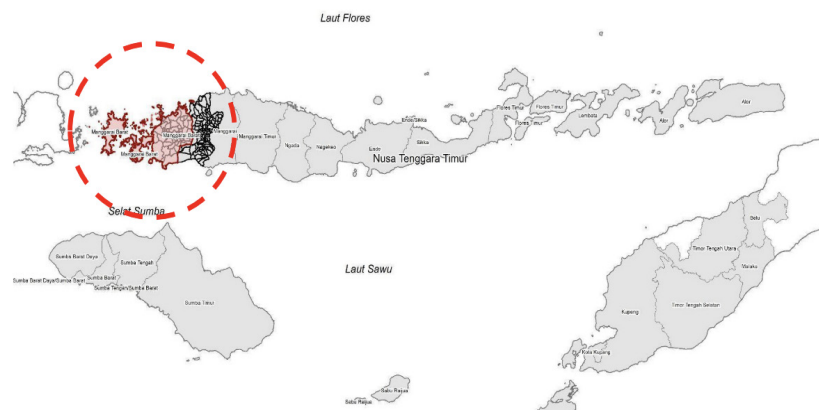 Laut Flores
Manggarai Barat
Manggarai Barat
Manggarai Barat
Manggarai
Manggarai Timur
Ngada
Nagekeo
Ende
Ende/Sikka
Sikka
Flores Timur
Flores Timur
Flores Timur
Lembata
Alor
Alor
Nusa Tenggara Timur
Selat Sumba
Sumba Barat Daya
Sumba Tengah
Sumba Barat
Sumba Barat Daya/Sumba Barat
Sumba Tengah/Sumba Barat
Sumba Timur
Laut Sawu
Belu
Timor Tengah Utara
Malaka
Kupang
Timor Tengah Selatan
Kota Kupang
Sabu Raijua
Sabu Raijua